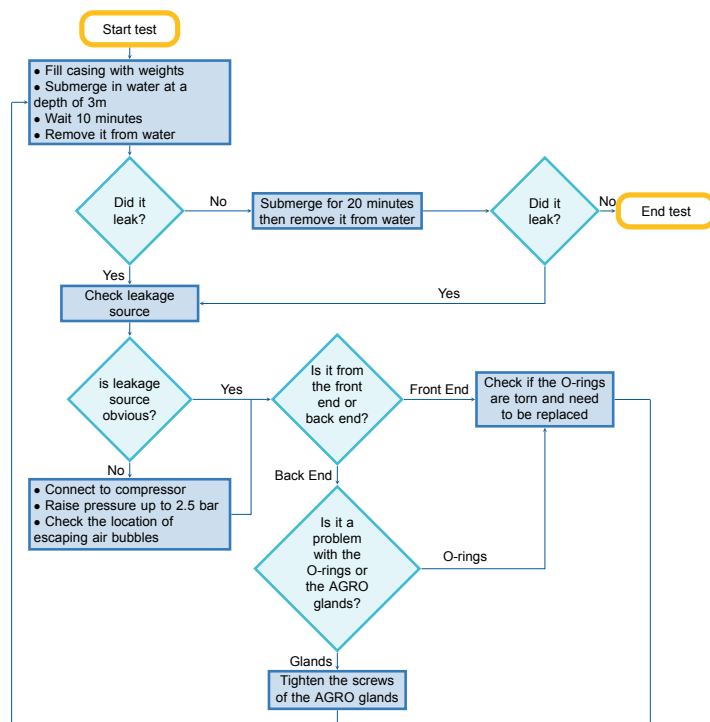 Start test
● Fill casing with weights
● Submerge in water at a
depth of 3m
● Wait 10 minutes
● Remove it from water
Did it
leak?
No
Submerge for 20 minutes
then remove it from water
Did it
leak?
No
End test
Yes
Yes
Check leakage
source
is leakage
source
obvious?
Yes
Is it from
the front
end or
back end?
Front End
Check if the O-rings
are torn and need
to be replaced
No
● Connect to compressor
● Raise pressure up to 2.5 bar
● Check the location of
escaping air bubbles
Back End
Is it a
problem
with the
O-rings or
the AGRO
glands?
O-rings
Glands
Tighten the screws
of the AGRO glands